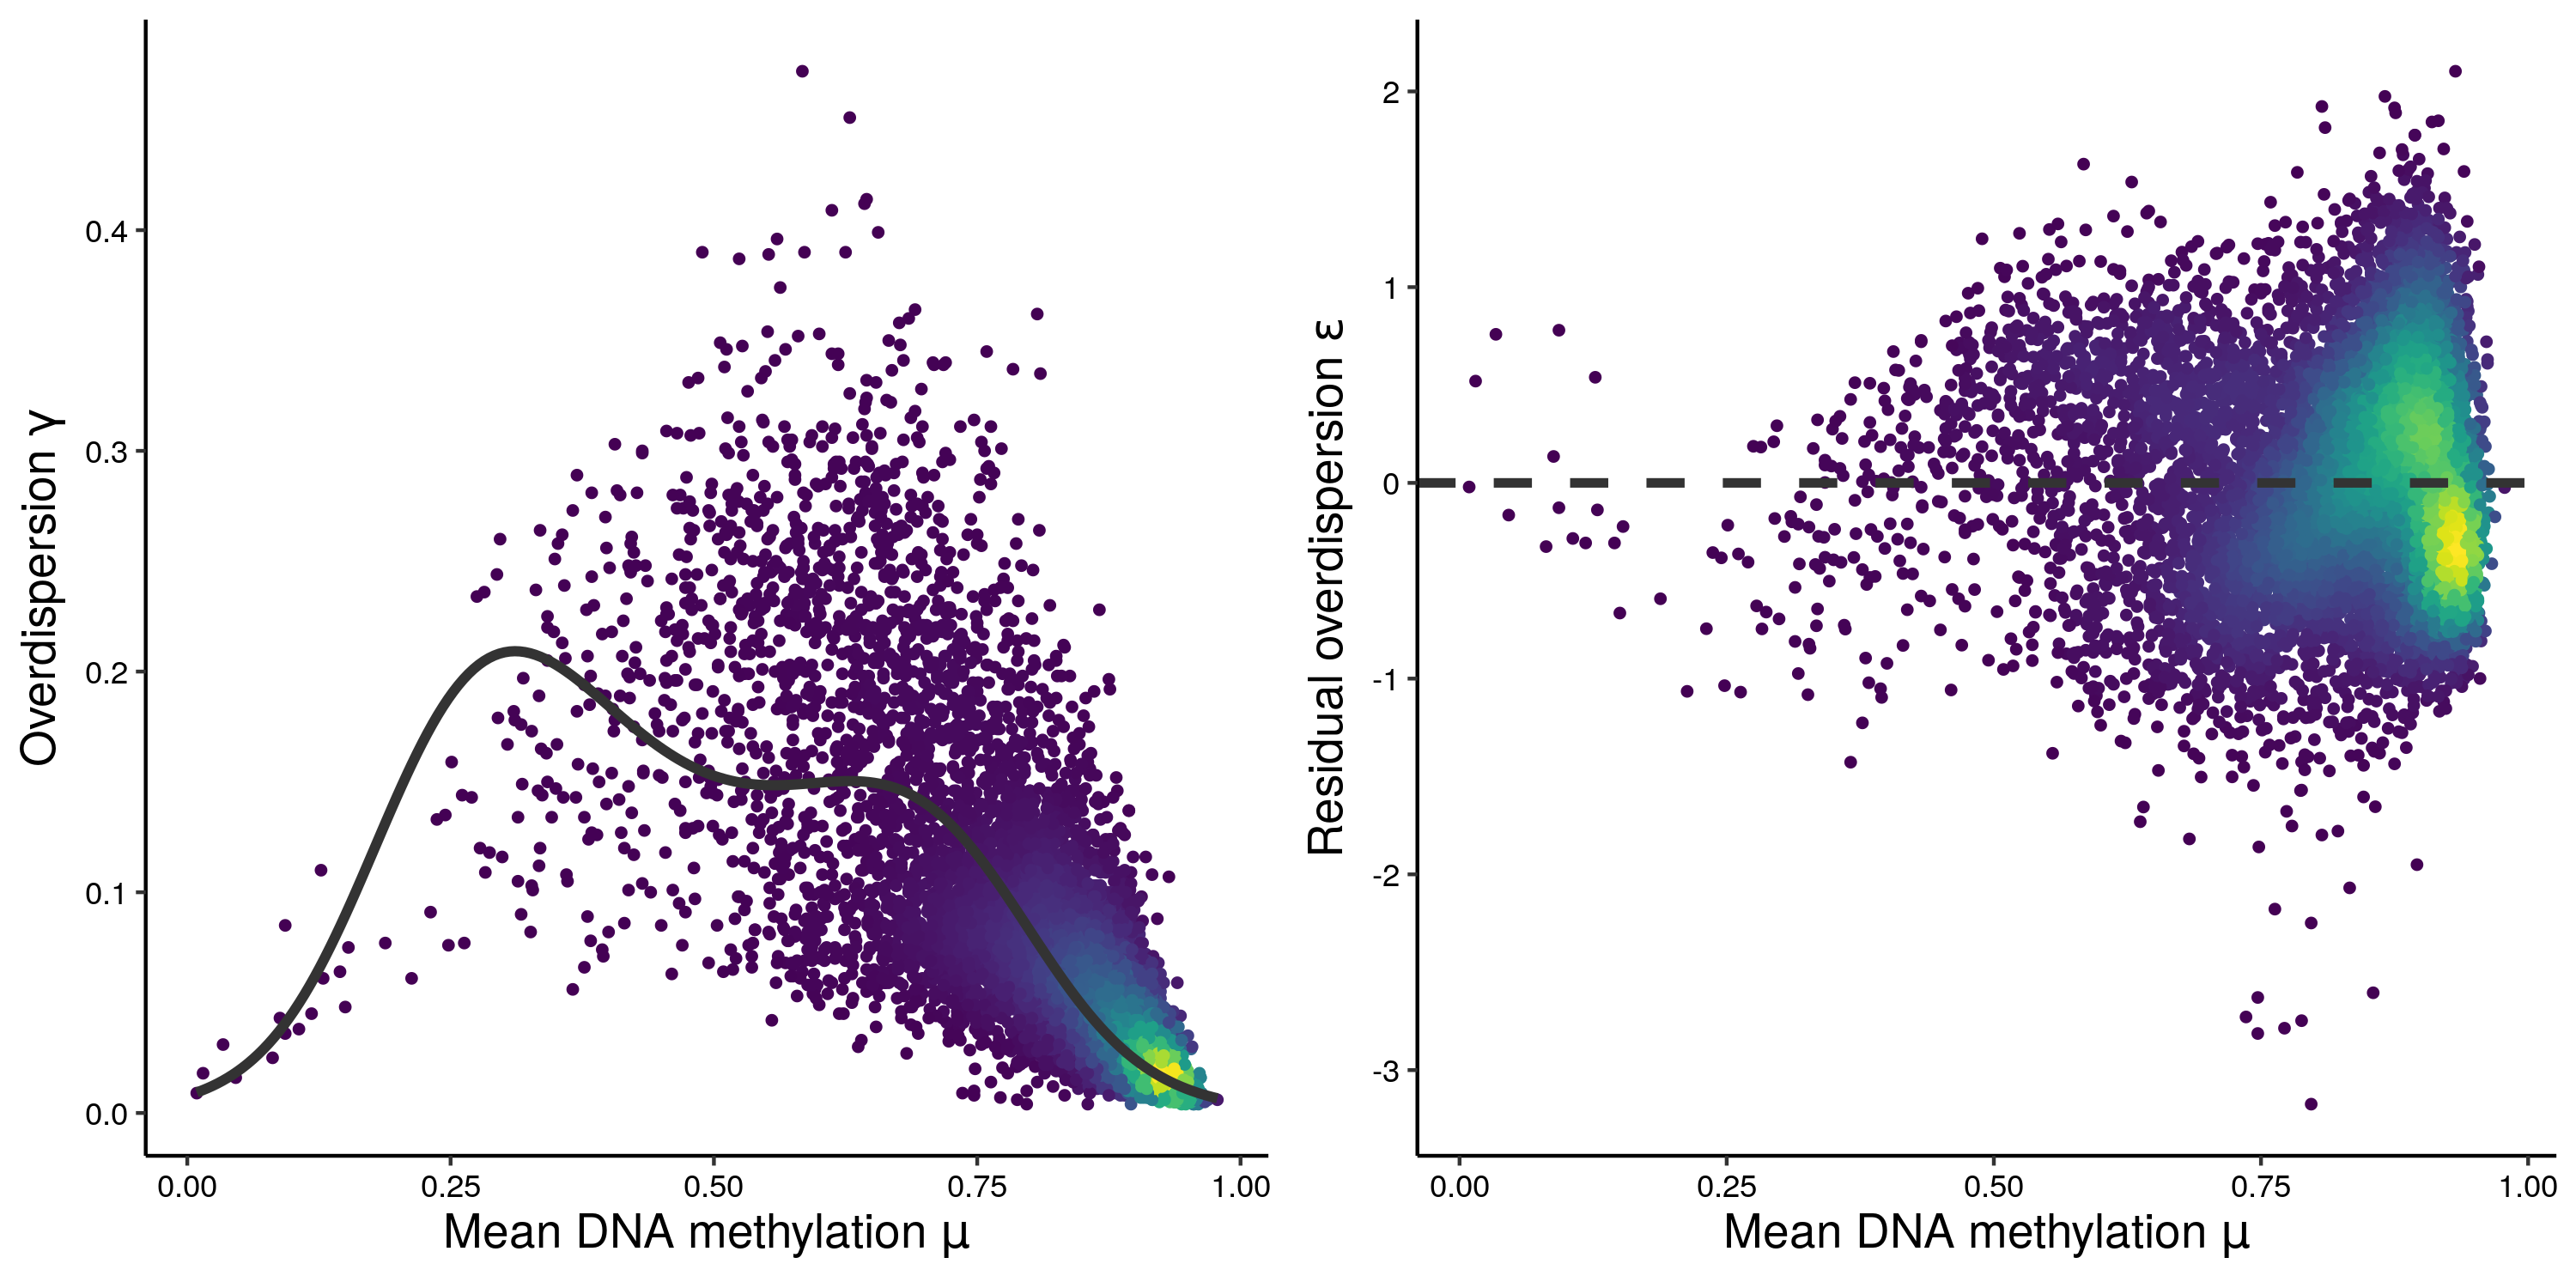 Overdispersion γ
0.4
0.3
0.2
0.1
0.0
0.00 0.25 0.50 0.75 1.00
Mean DNA methylation μ
Residual overdispersion ε
2
1
0
-1
-2
-3
0.00 0.25 0.50 0.75 1.00
Mean DNA methylation μ